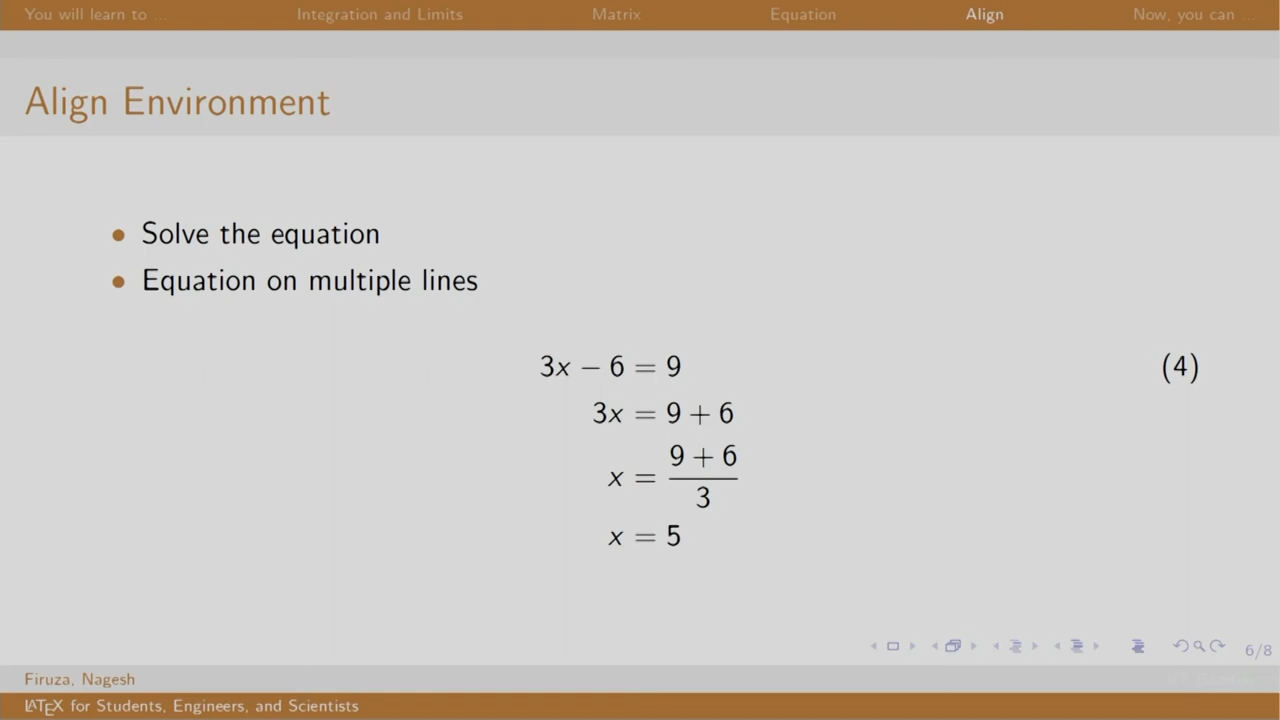 You will learn to ... Integration and Limits Matrix Equation Align Now, you can ...
Align Environment
• Solve the equation
• Equation on multiple lines
3x − 6 = 9 (4)
3x = 9 + 6
x = \frac{9 + 6}{3}
x = 5
6/8
Firuza, Nagesh
LATEX for Students, Engineers, and Scientists